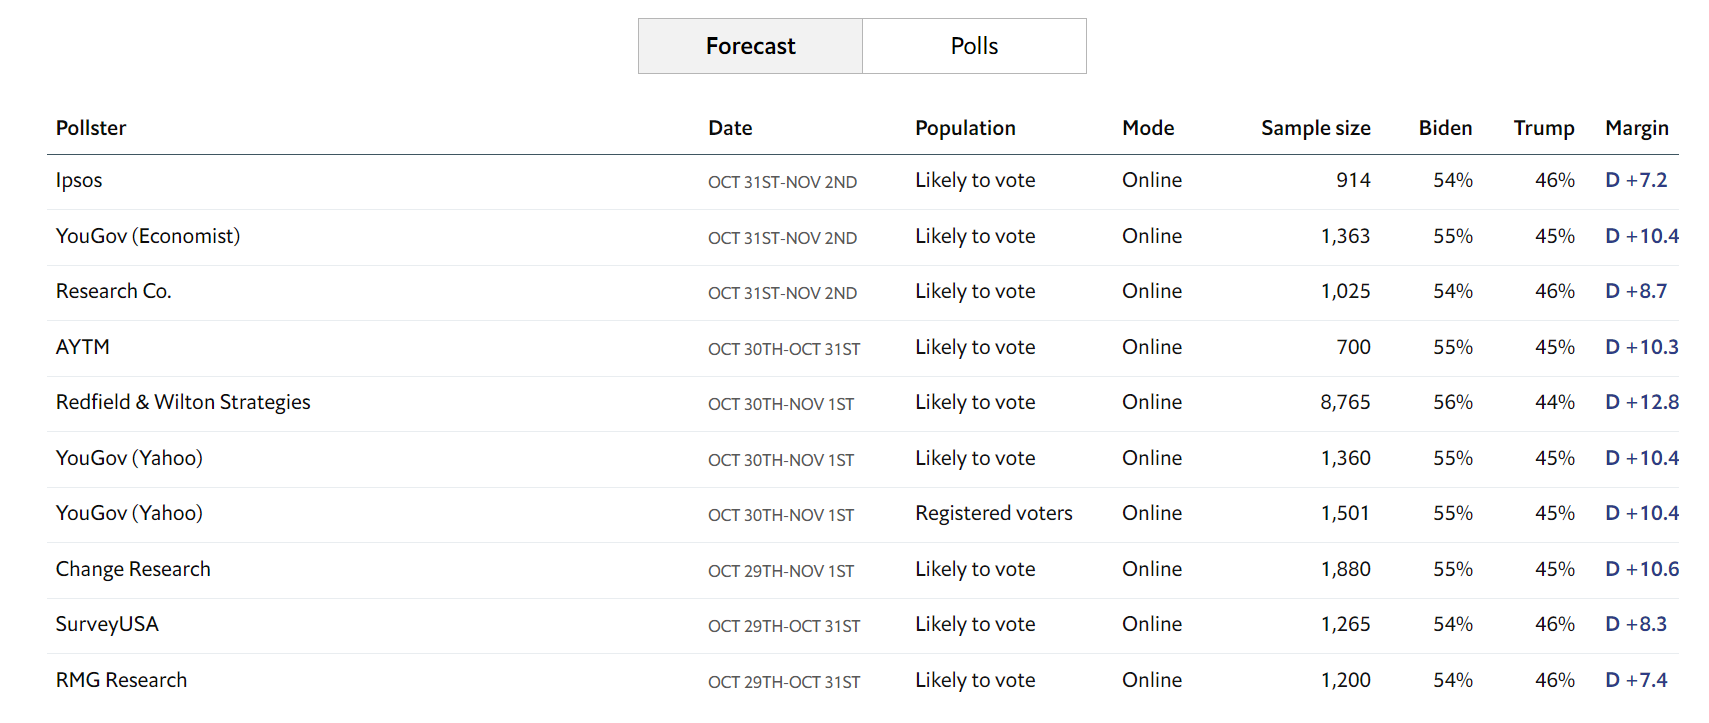 Forecast Polls
Pollster Date Population Mode Sample size Biden Trump Margin
Ipsos OCT 31ST-NOV 2ND Likely to vote Online 914 54% 46% D +7.2
YouGov (Economist) OCT 31ST-NOV 2ND Likely to vote Online 1,363 55% 45% D +10.4
Research Co. OCT 31ST-NOV 2ND Likely to vote Online 1,025 54% 46% D +8.7
AYTM OCT 30TH-OCT 31ST Likely to vote Online 700 55% 45% D +10.3
Redfield & Wilton Strategies OCT 30TH-NOV 1ST Likely to vote Online 8,765 56% 44% D +12.8
YouGov (Yahoo) OCT 30TH-NOV 1ST Likely to vote Online 1,360 55% 45% D +10.4
YouGov (Yahoo) OCT 30TH-NOV 1ST Registered voters Online 1,501 55% 45% D +10.4
Change Research OCT 29TH-NOV 1ST Likely to vote Online 1,880 55% 45% D +10.6
SurveyUSA OCT 29TH-OCT 31ST Likely to vote Online 1,265 54% 46% D +8.3
RMG Research OCT 29TH-OCT 31ST Likely to vote Online 1,200 54% 46% D +7.4